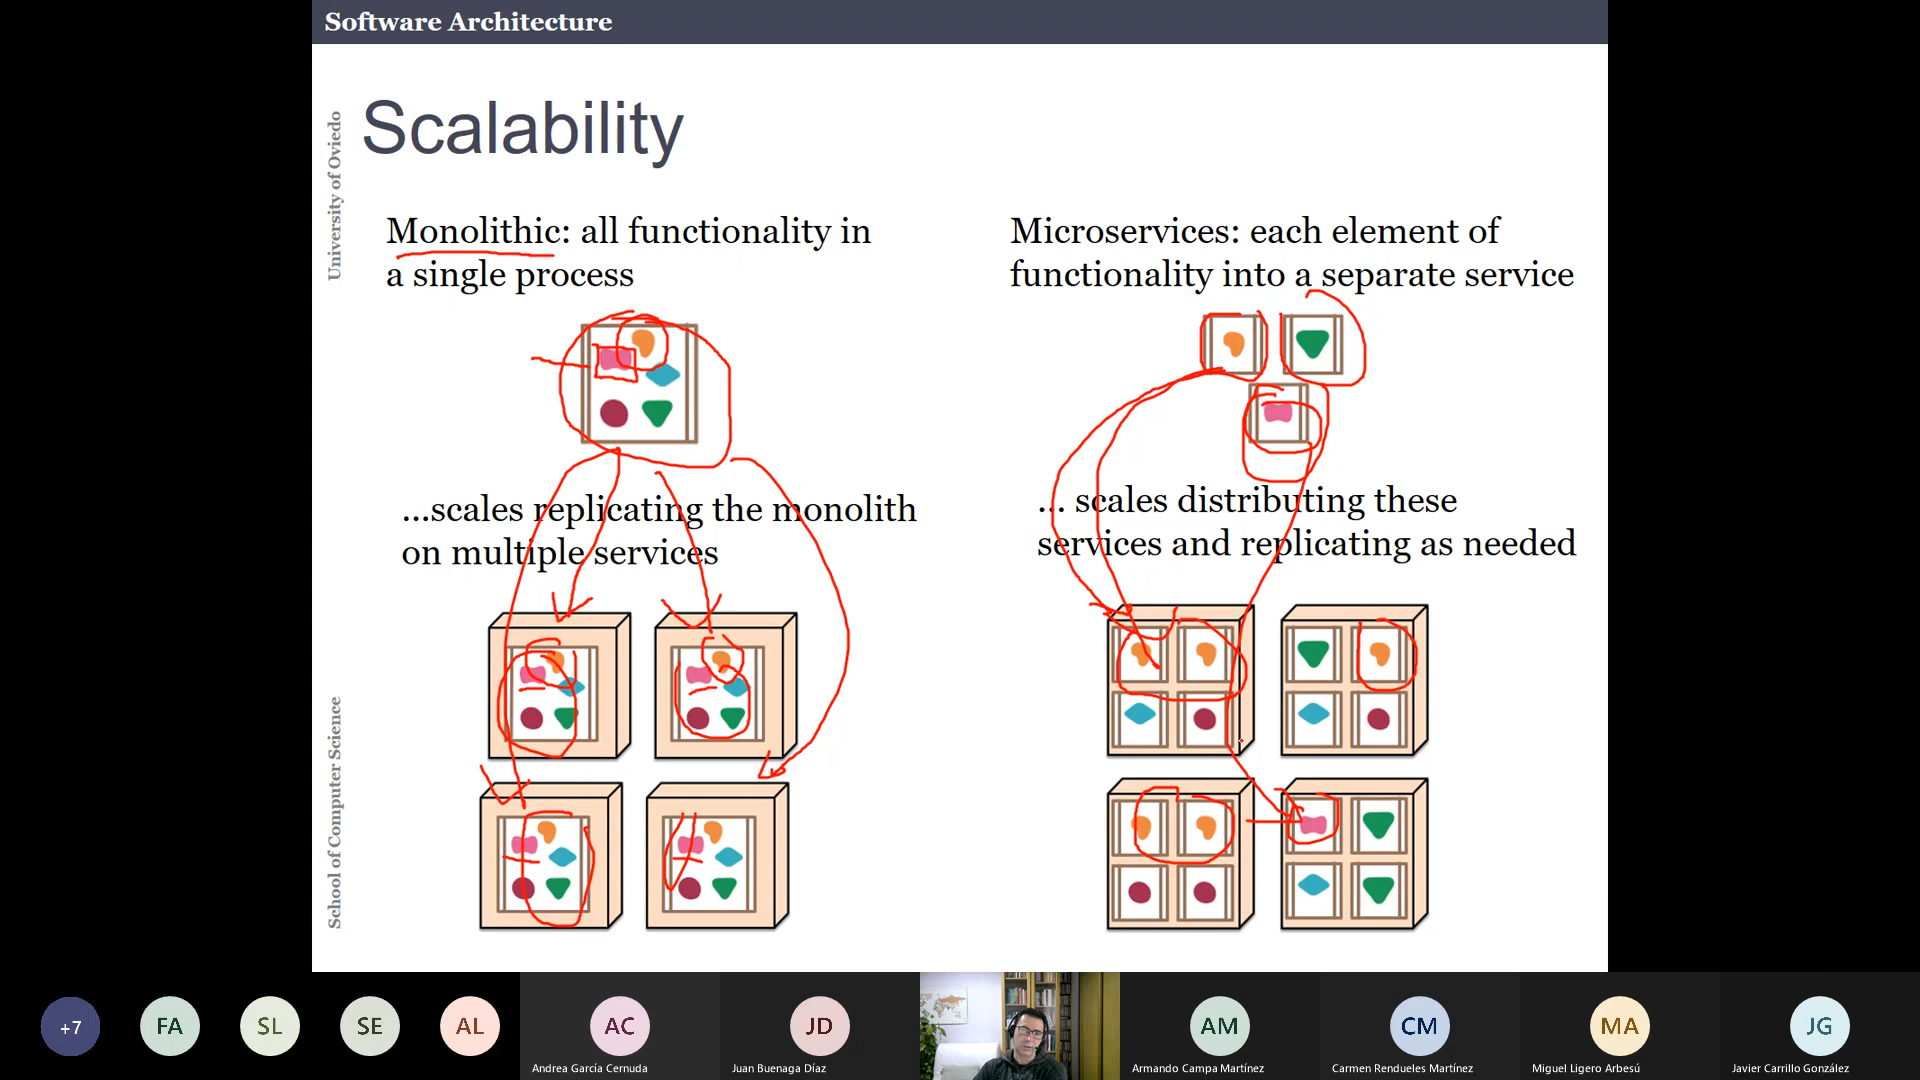 Software Architecture
University of Oviedo
School of Computer Science
Scalability
Monolithic: all functionality in
a single process
...scales replicating the monolith
on multiple services
Microservices: each element of
functionality into a separate service
... scales distributing these
services and replicating as needed
+7
FA
SL
SE
AL
AC
Andrea García Cernuda
JD
Juan Buenaga Díaz
AM
Armando Campa Martínez
CM
Carmen Rendueles Martínez
MA
Miguel Ligero Arbesú
JG
Javier Carrillo González